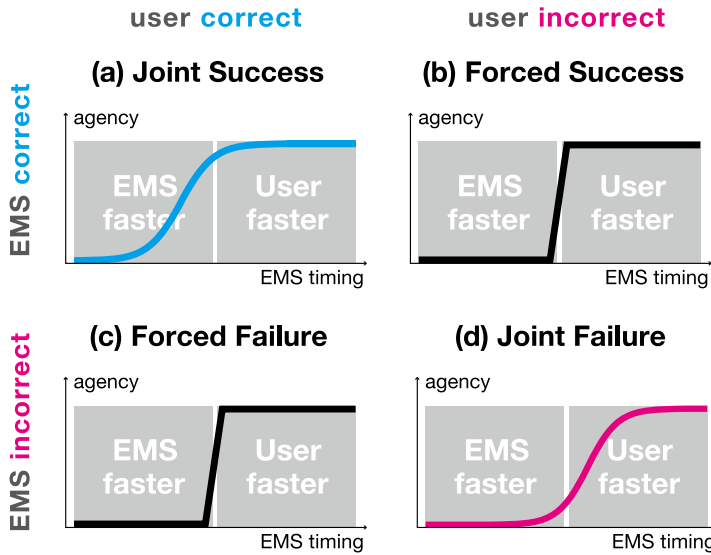 user correct
user incorrect
EMS correct
(a) Joint Success
agency
EMS faster
User faster
EMS timing
(b) Forced Success
agency
EMS faster
User faster
EMS timing
EMS incorrect
(c) Forced Failure
agency
EMS faster
User faster
EMS timing
(d) Joint Failure
agency
EMS faster
User faster
EMS timing